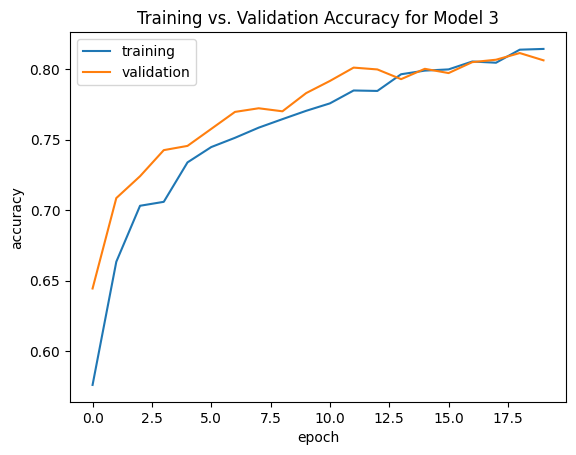 Training vs. Validation Accuracy for Model 3
training
validation
accuracy
0.80
0.75
0.70
0.65
0.60
0.0 2.5 5.0 7.5 10.0 12.5 15.0 17.5
epoch